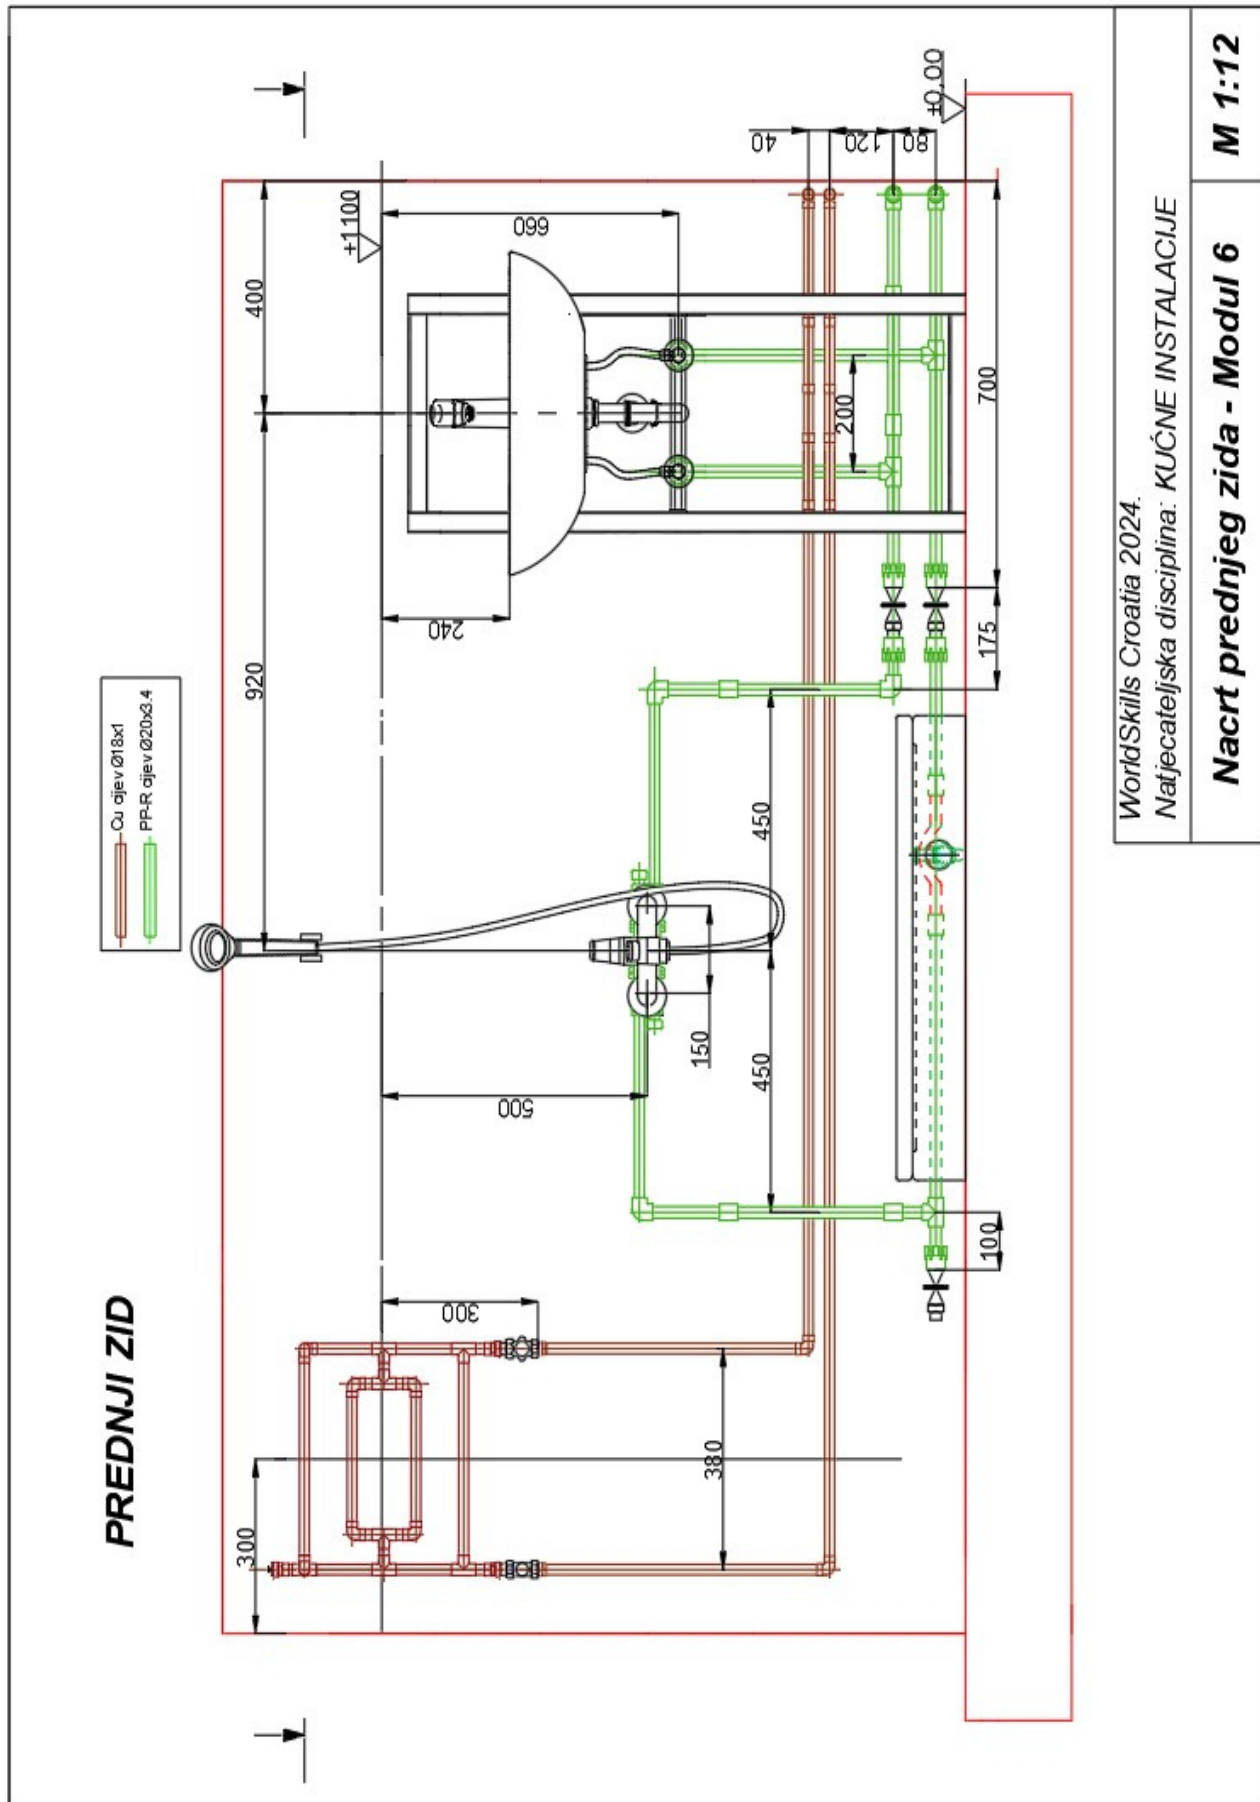 PREDNJI ZID
Cu cijev Ø18x1
PP-R cijev Ø20x3.4
300
920
400
+1100
300
500
240
660
380
150
450
450
200
40
120
80
±0,00
100
175
700
WorldSkills Croatia 2024.
Natjecateljska disciplina: KUĆNE INSTALACIJE
Nacrt prednjeg zida - Modul 6
M 1:12